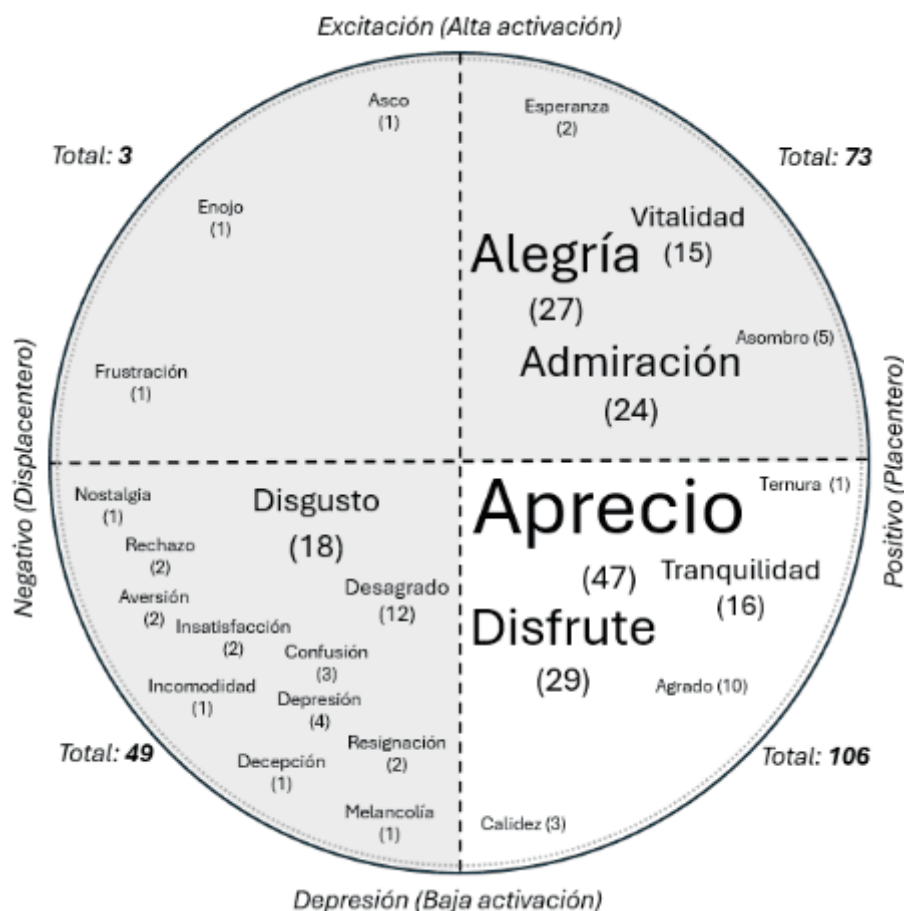 Excitación (Alta activación)
Total: 3
Total: 73
Asco
(1)
Enojo
(1)
Frustración
(1)
Esperanza
(2)
Vitalidad
(15)
Alegría
(27)
Asombro (5)
Admiración
(24)
Negativo (Displacentero)
Positivo (Placentero)
Nostalgia
(1)
Disgusto
(18)
Rechazo
(2)
Desagrado
(12)
Aversión
(2)
Insatisfacción
(2)
Confusión
(3)
Incomodidad
(1)
Depresión
(4)
Resignación
(2)
Decepción
(1)
Melancolía
(1)
Total: 49
Ternura (1)
Aprecio
(47)
Tranquilidad
(16)
Disfrute
(29)
Agrado (10)
Calidez (3)
Total: 106
Depresión (Baja activación)